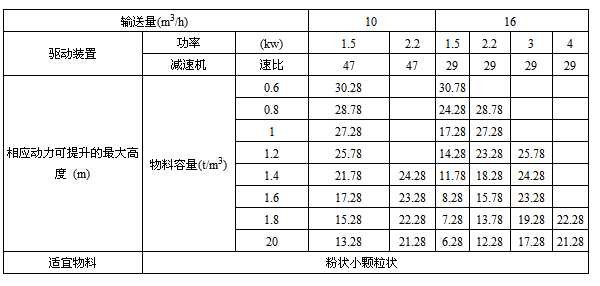 输送量(m3/h) 10 16
驱动装置 功率 (kw) 1.5 2.2 1.5 2.2 3 4
减速机 速比 47 47 29 29 29 29
相应动力可提升的最大高度 (m) 物料容量(t/m3) 0.6 30.28 30.78
0.8 28.78 24.28 28.78
1 27.28 17.28 27.28
1.2 25.78 14.28 23.28 25.78
1.4 21.78 24.28 11.78 18.28 24.28
1.6 17.28 23.28 8.28 15.78 23.28
1.8 15.28 22.28 7.28 13.78 19.28 22.28
20 13.28 21.28 6.28 12.28 17.28 21.28
适宜物料 粉状小颗粒状